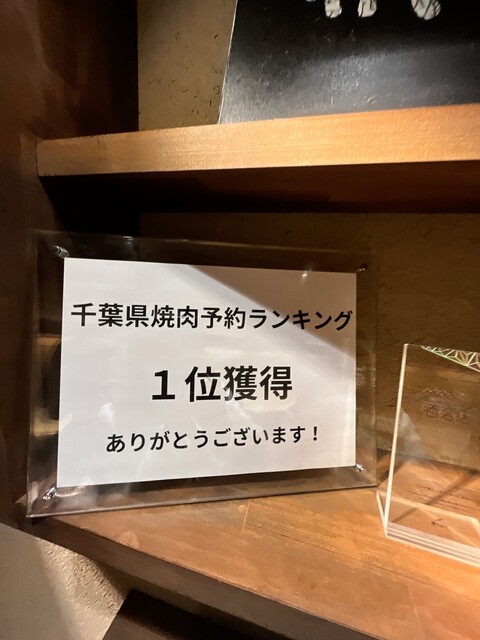 千葉県焼肉予約ランキング
１位獲得
ありがとうございます！